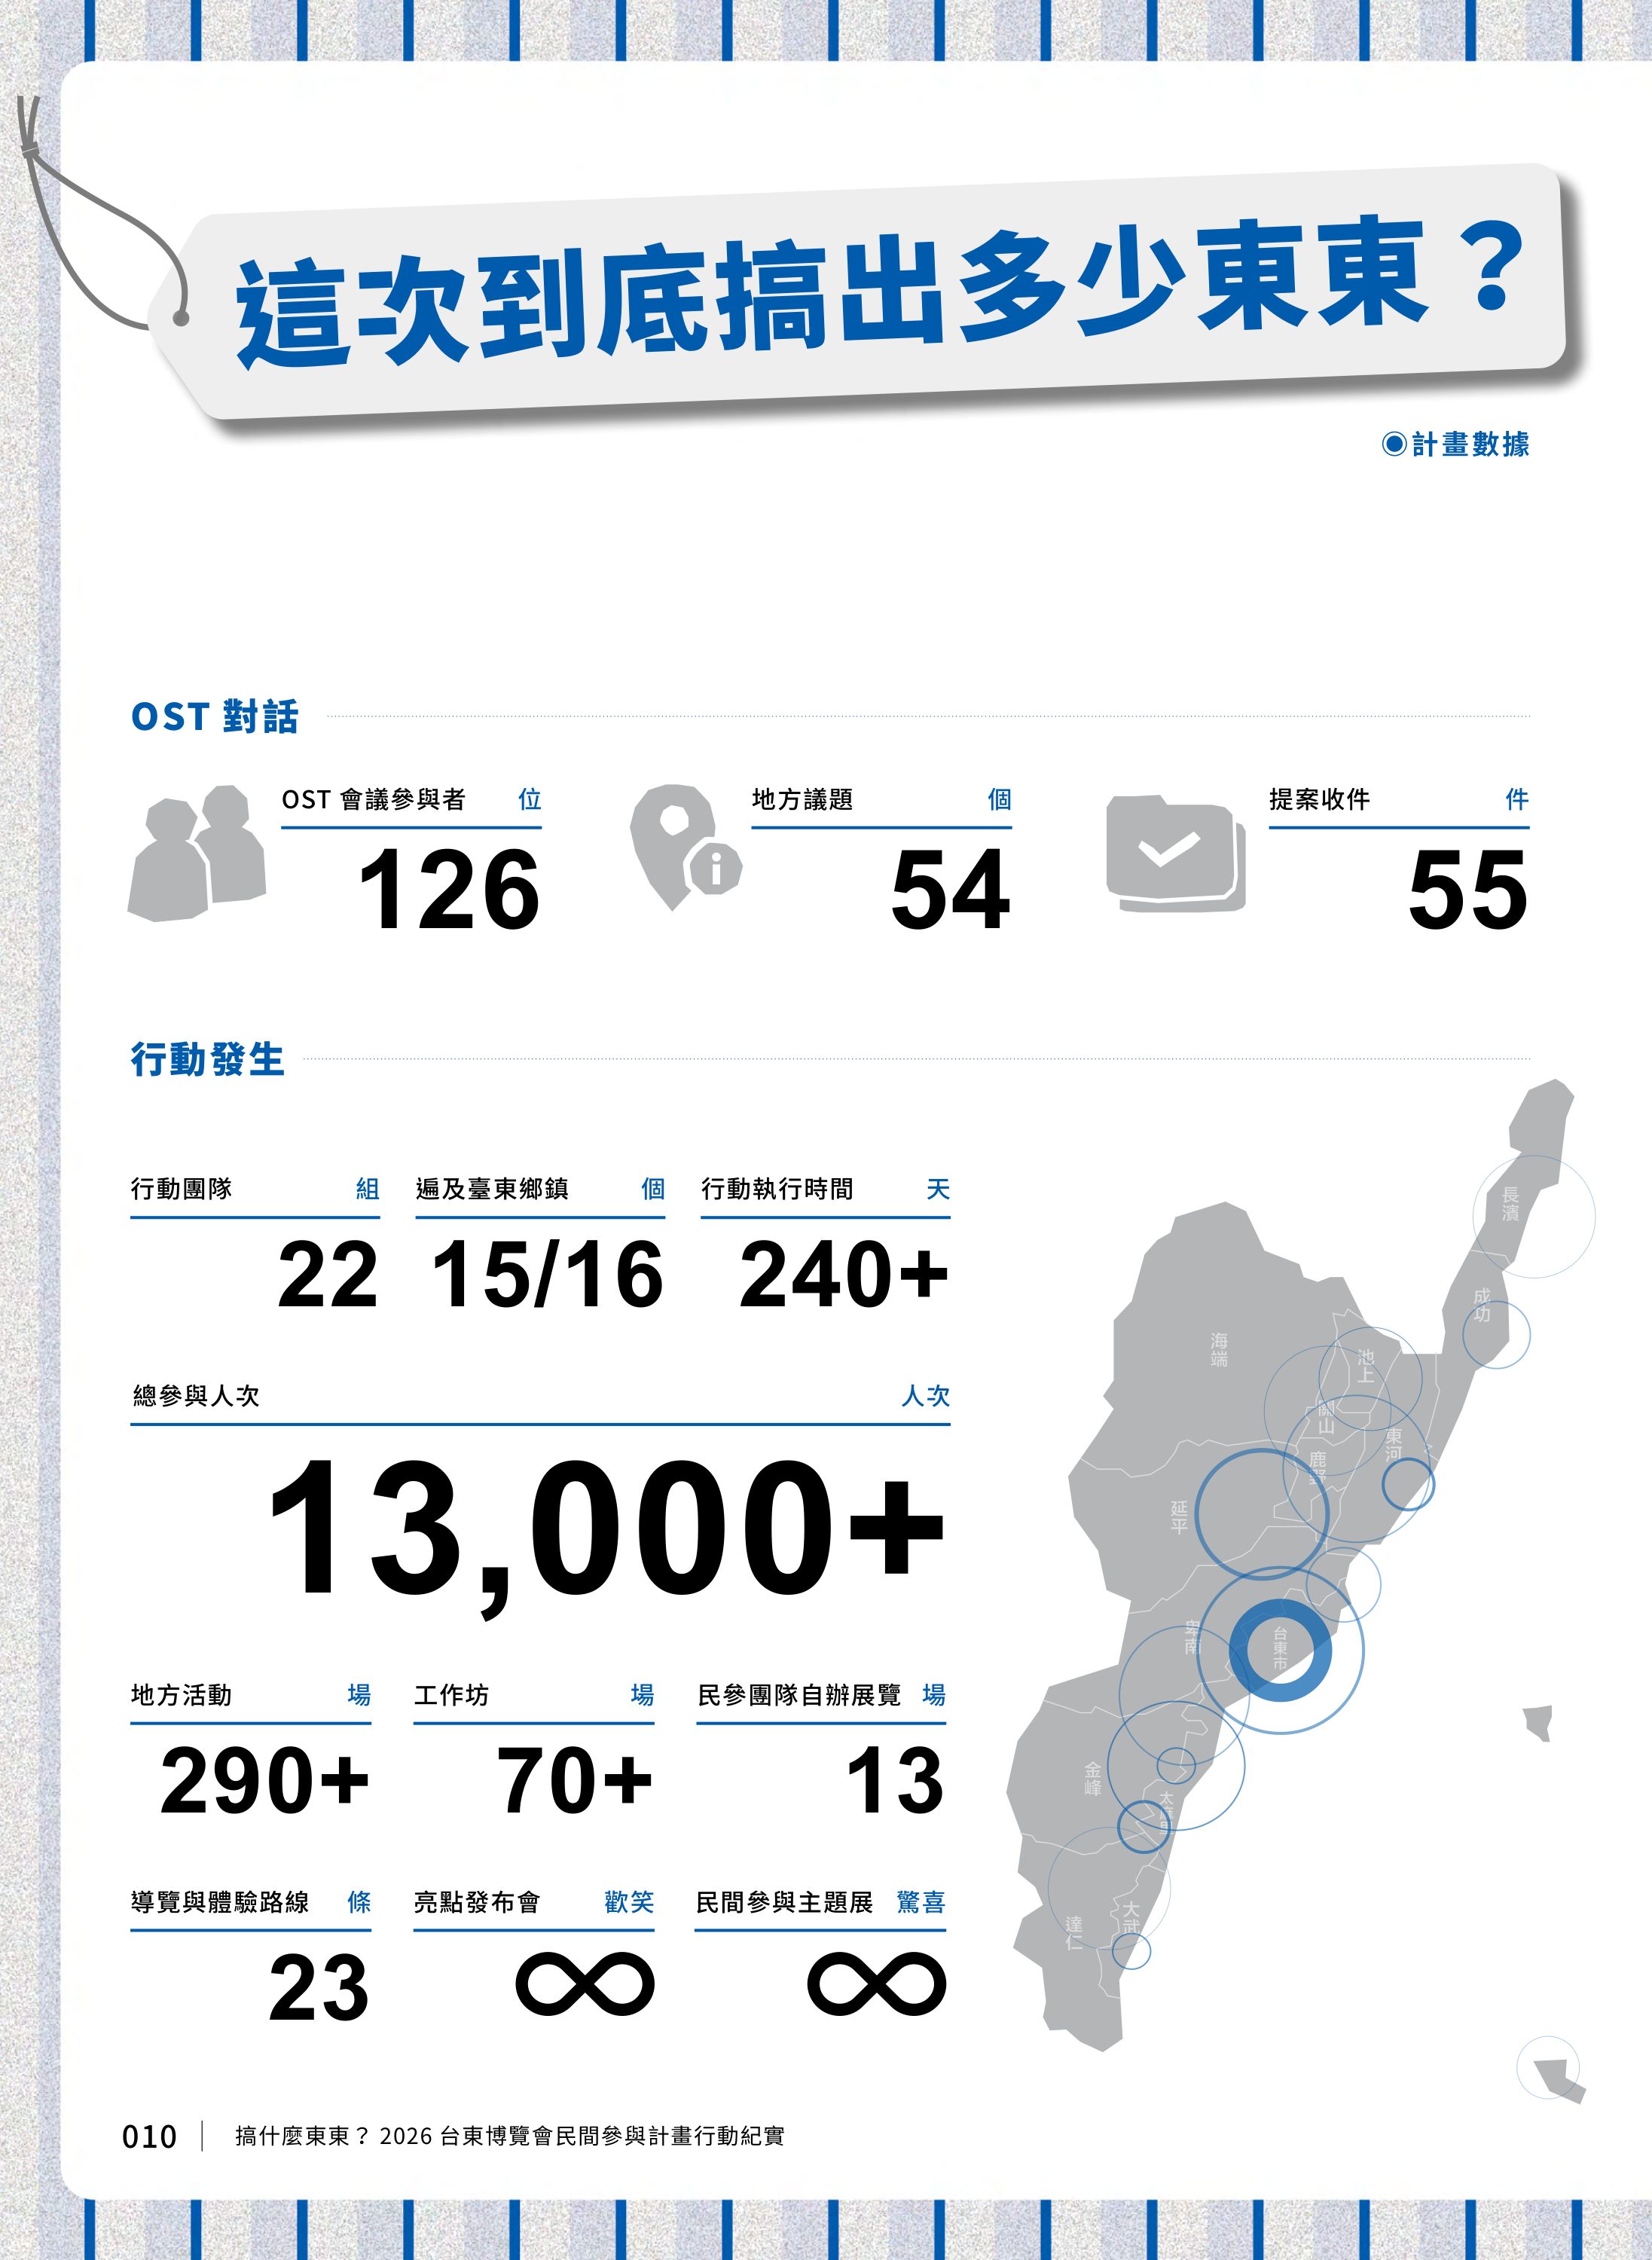 這次到底搞出多少東東？
◉計畫數據
OST 對話
OST 會議參與者 位
126
地方議題 個
54
提案收件 件
55
行動發生
行動團隊 組
22
遍及臺東鄉鎮 個
15/16
行動執行時間 天
240+
總參與人次 人次
13,000+
地方活動 場
290+
工作坊 場
70+
民參團隊自辦展覽 場
13
導覽與體驗路線 條
23
亮點發布會 歡笑
∞
民間參與主題展 驚喜
∞
長濱
成功
海端
池上
關山
東河
鹿野
延平
卑南
台東市
金峰
太麻里
大武
達仁
010 搞什麼東東？ 2026 台東博覽會民間參與計畫行動紀實